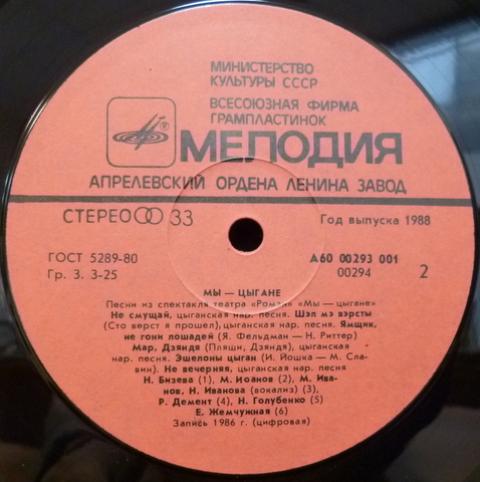 МИНИСТЕРСТВО
КУЛЬТУРЫ СССР
ВСЕСОЮЗНАЯ ФИРМА
ГРАМПЛАСТИНОК
МЕЛОДИЯ
АПРЕЛЕВСКИЙ ОРДЕНА ЛЕНИНА ЗАВОД
СТЕРЕО 33
Год выпуска 1988
ГОСТ 5289-80
Гр. 3. 3-25
А60 00293 001
00294
2
МЫ — ЦЫГАНЕ
Песни из спектакля театра «Ромэн» «Мы — цыгане»
Не смущай, цыганская нар. песня. Шэл мэ вэрсты
(Сто верст я прошел), цыганская нар. песня. Ямщик,
не гони лошадей (Я. Фельдман — Н. Риттер)
Мар, Дзяндя (Пляши, Дзяндя), цыганская
нар. песня. Эшелоны цыган (И. Йошка — М. Сла-
вин). Не вечерняя, цыганская нар. песня
Н. Бизева (1), М. Иоанов (2), М. Ива-
нов, Н. Иванова (вокализ) (3),
Р. Демент (4), Н. Голубенко (5)
Е. Жемчужная (6)
Запись 1986 г. (цифровая)